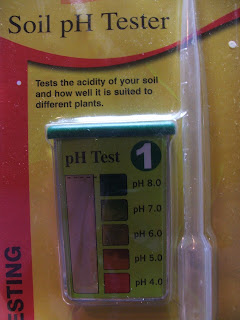 Soil pH Tester
Tests the acidity of your soil
and how well it is suited to
different plants.
pH Test 1
pH 8.0
pH 7.0
pH 6.0
pH 5.0
pH 4.0
ESTING